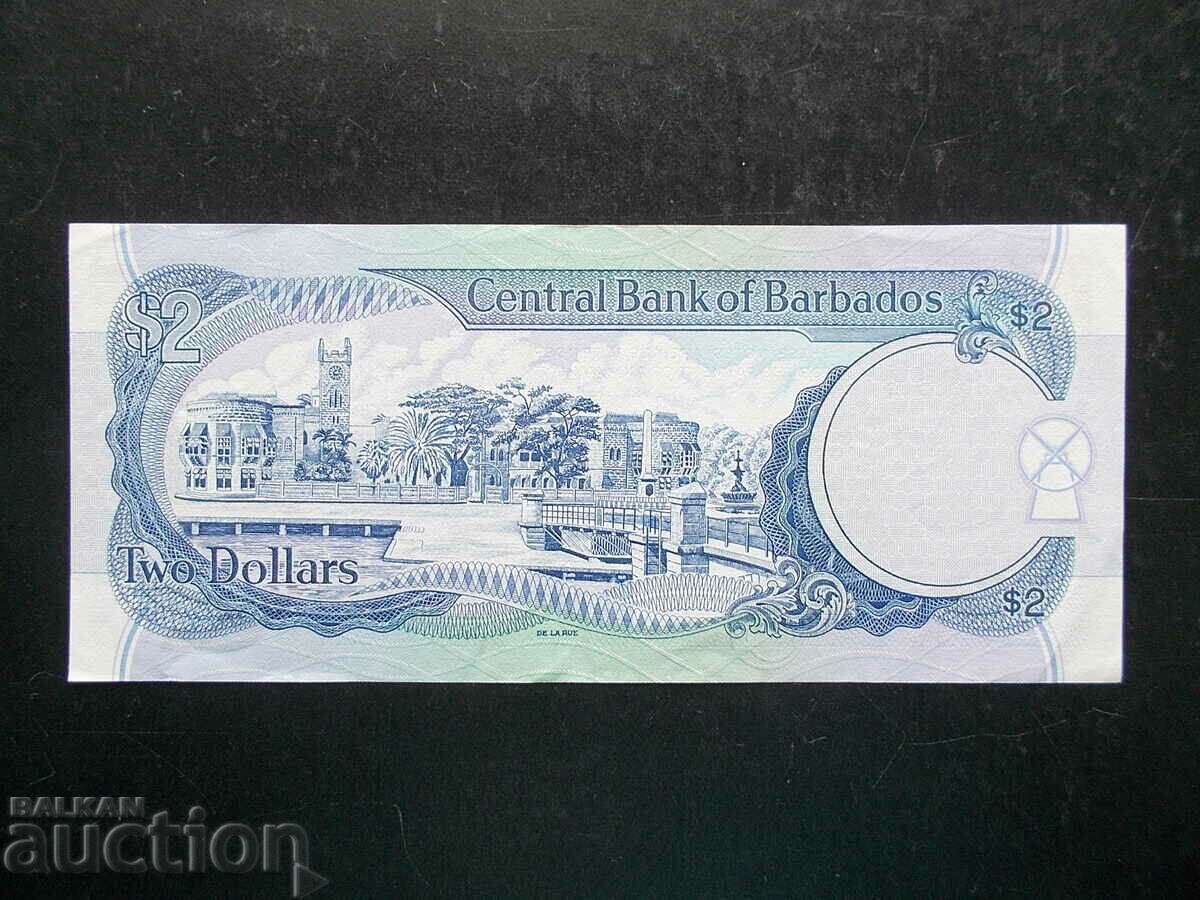 Central Bank of Barbados
$2
$2
Two Dollars
$2
DE LA RUE
BALKAN
auction